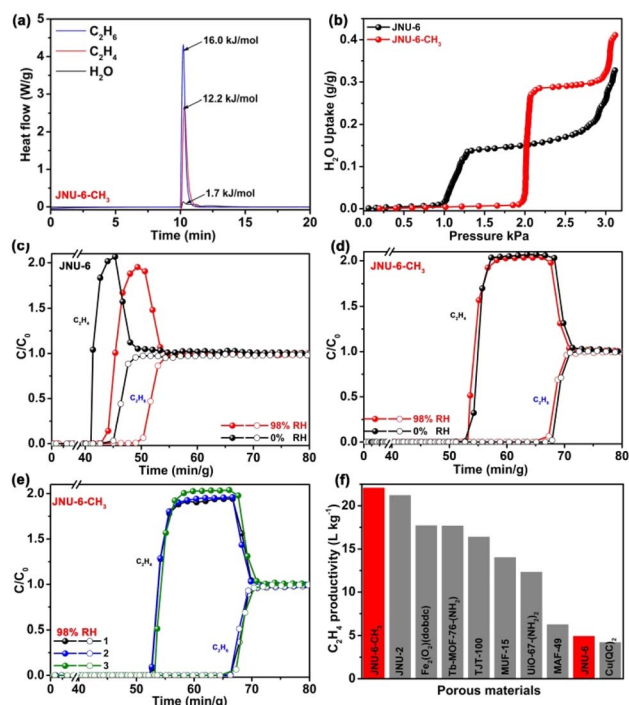 (a)
C₂H₆
C₂H₄
H₂O
16.0 kJ/mol
12.2 kJ/mol
1.7 kJ/mol
JNU-6-CH₃
Heat flow (W/g)
5
4
3
2
1
0
0 5 10 15 20
Time (min)
(b)
JNU-6
JNU-6-CH₃
H₂O Uptake (g/g)
0.4
0.3
0.2
0.1
0.0
0.0 0.5 1.0 1.5 2.0 2.5 3.0
Pressure kPa
(c)
JNU-6
C/C₀
2.0
1.5
1.0
0.5
0.0
C₂H₄
C₂H₆
98% RH
0% RH
0 40 50 60 70 80
Time (min/g)
(d)
JNU-6-CH₃
C/C₀
2.0
1.5
1.0
0.5
0.0
C₂H₄
C₂H₆
98% RH
0% RH
0 40 50 60 70 80
Time (min/g)
(e)
JNU-6-CH₃
C/C₀
2.0
1.5
1.0
0.5
0.0
C₂H₄
C₂H₆
98% RH
1
2
3
0 40 50 60 70 80
Time (min/g)
(f)
C₂H₄ productivity (L kg⁻¹)
20
15
10
5
0
JNU-6-CH₃
JNU-2
Fe₂(O₂)(dobdc)
Tb-MOF-76-(NH₂)
TJT-100
MUF-15
UiO-67-(NH₂)₂
MAF-49
JNU-6
Cu(QC)₂
Porous materials